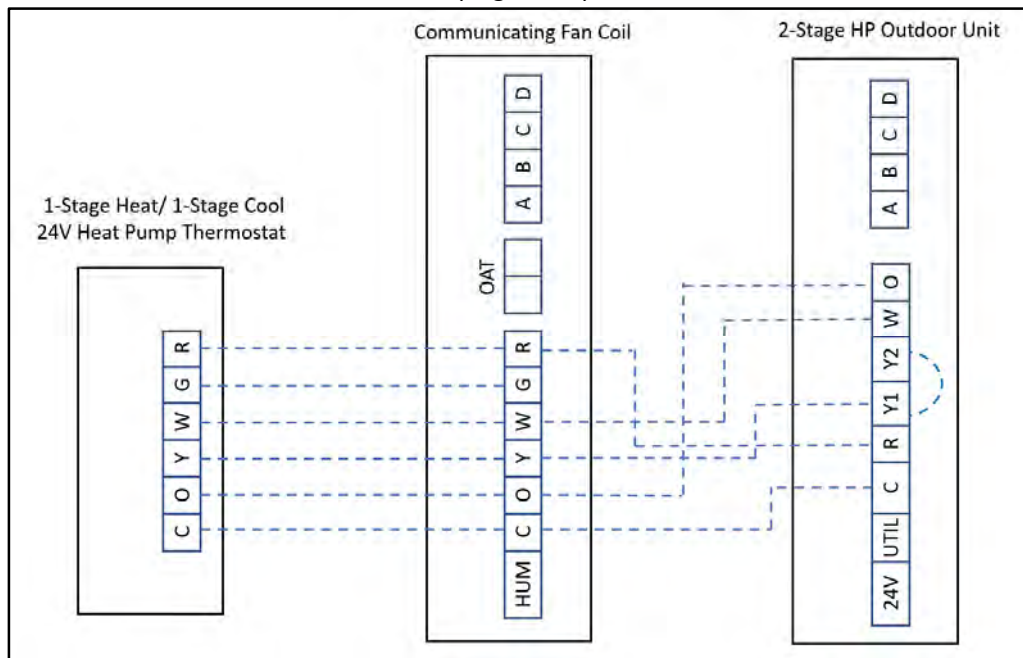 Communicating Fan Coil
2-Stage HP Outdoor Unit
1-Stage Heat/ 1-Stage Cool
24V Heat Pump Thermostat
R
G
W
Y
O
C
D
C
B
A
OAT
R
G
W
Y
O
C
HUM
D
C
B
A
O
W
Y2
Y1
R
C
UTIL
24V